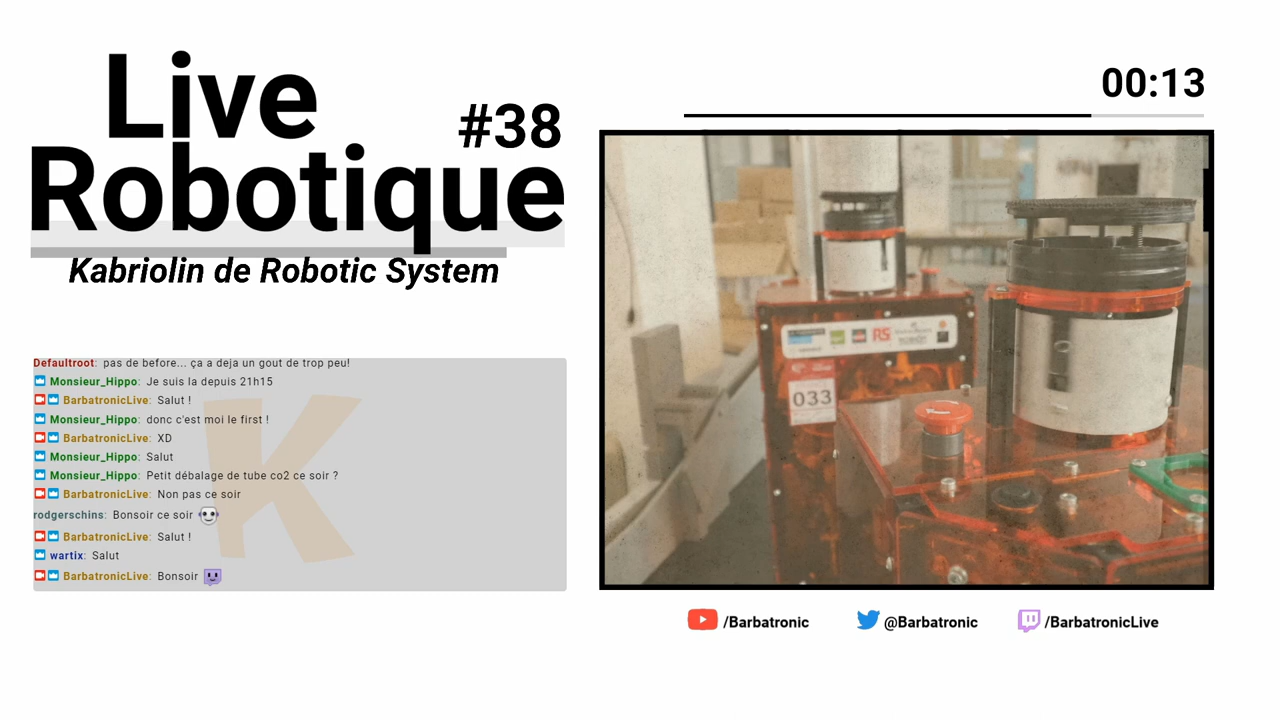 Live
#38
Robotique
Kabriolin de Robotic System
00:13
Defaultroot: pas de before... ça a deja un gout de trop peu!
Monsieur_Hippo: Je suis la depuis 21h15
BarbatronicLive: Salut !
Monsieur_Hippo: donc c'est moi le first !
BarbatronicLive: XD
Monsieur_Hippo: Salut
Monsieur_Hippo: Petit débalage de tube co2 ce soir ?
BarbatronicLive: Non pas ce soir
rodgerschins: Bonsoir ce soir
BarbatronicLive: Salut !
wartix: Salut
BarbatronicLive: Bonsoir
K
RS
033
/Barbatronic
@Barbatronic
/BarbatronicLive